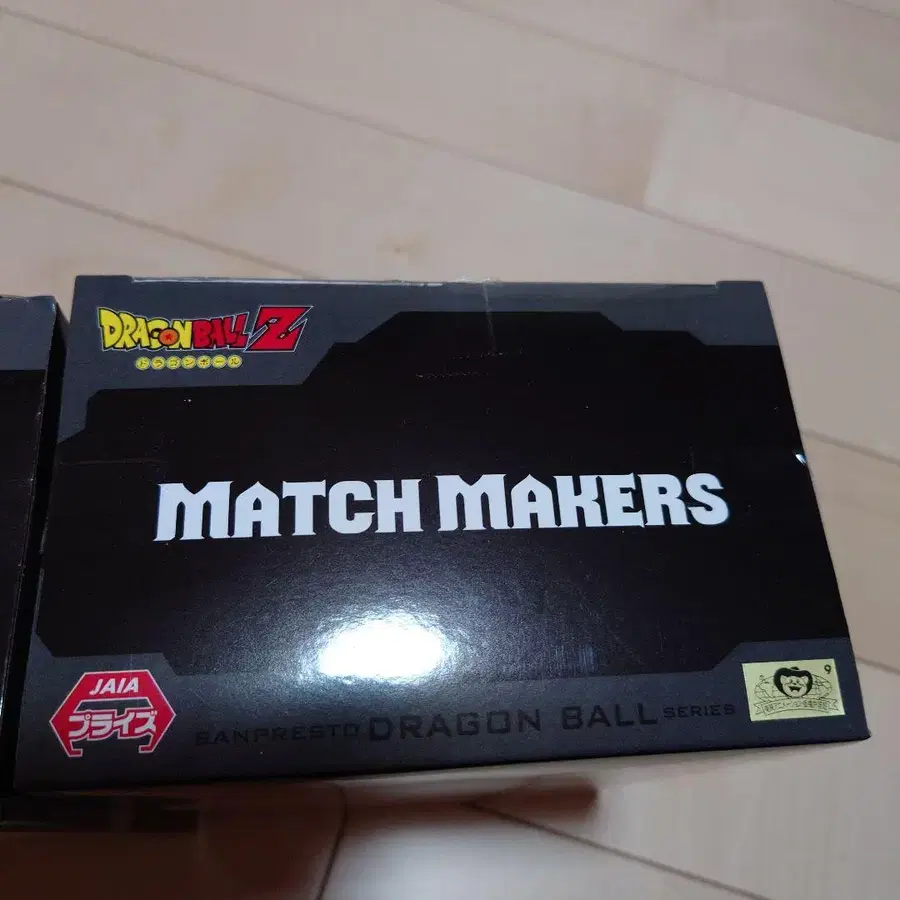 DRAGONBALL Z
ドラゴンボール
MATCH MAKERS
JAIA
プライズ
BANPRESTO DRAGON BALL SERIES
9